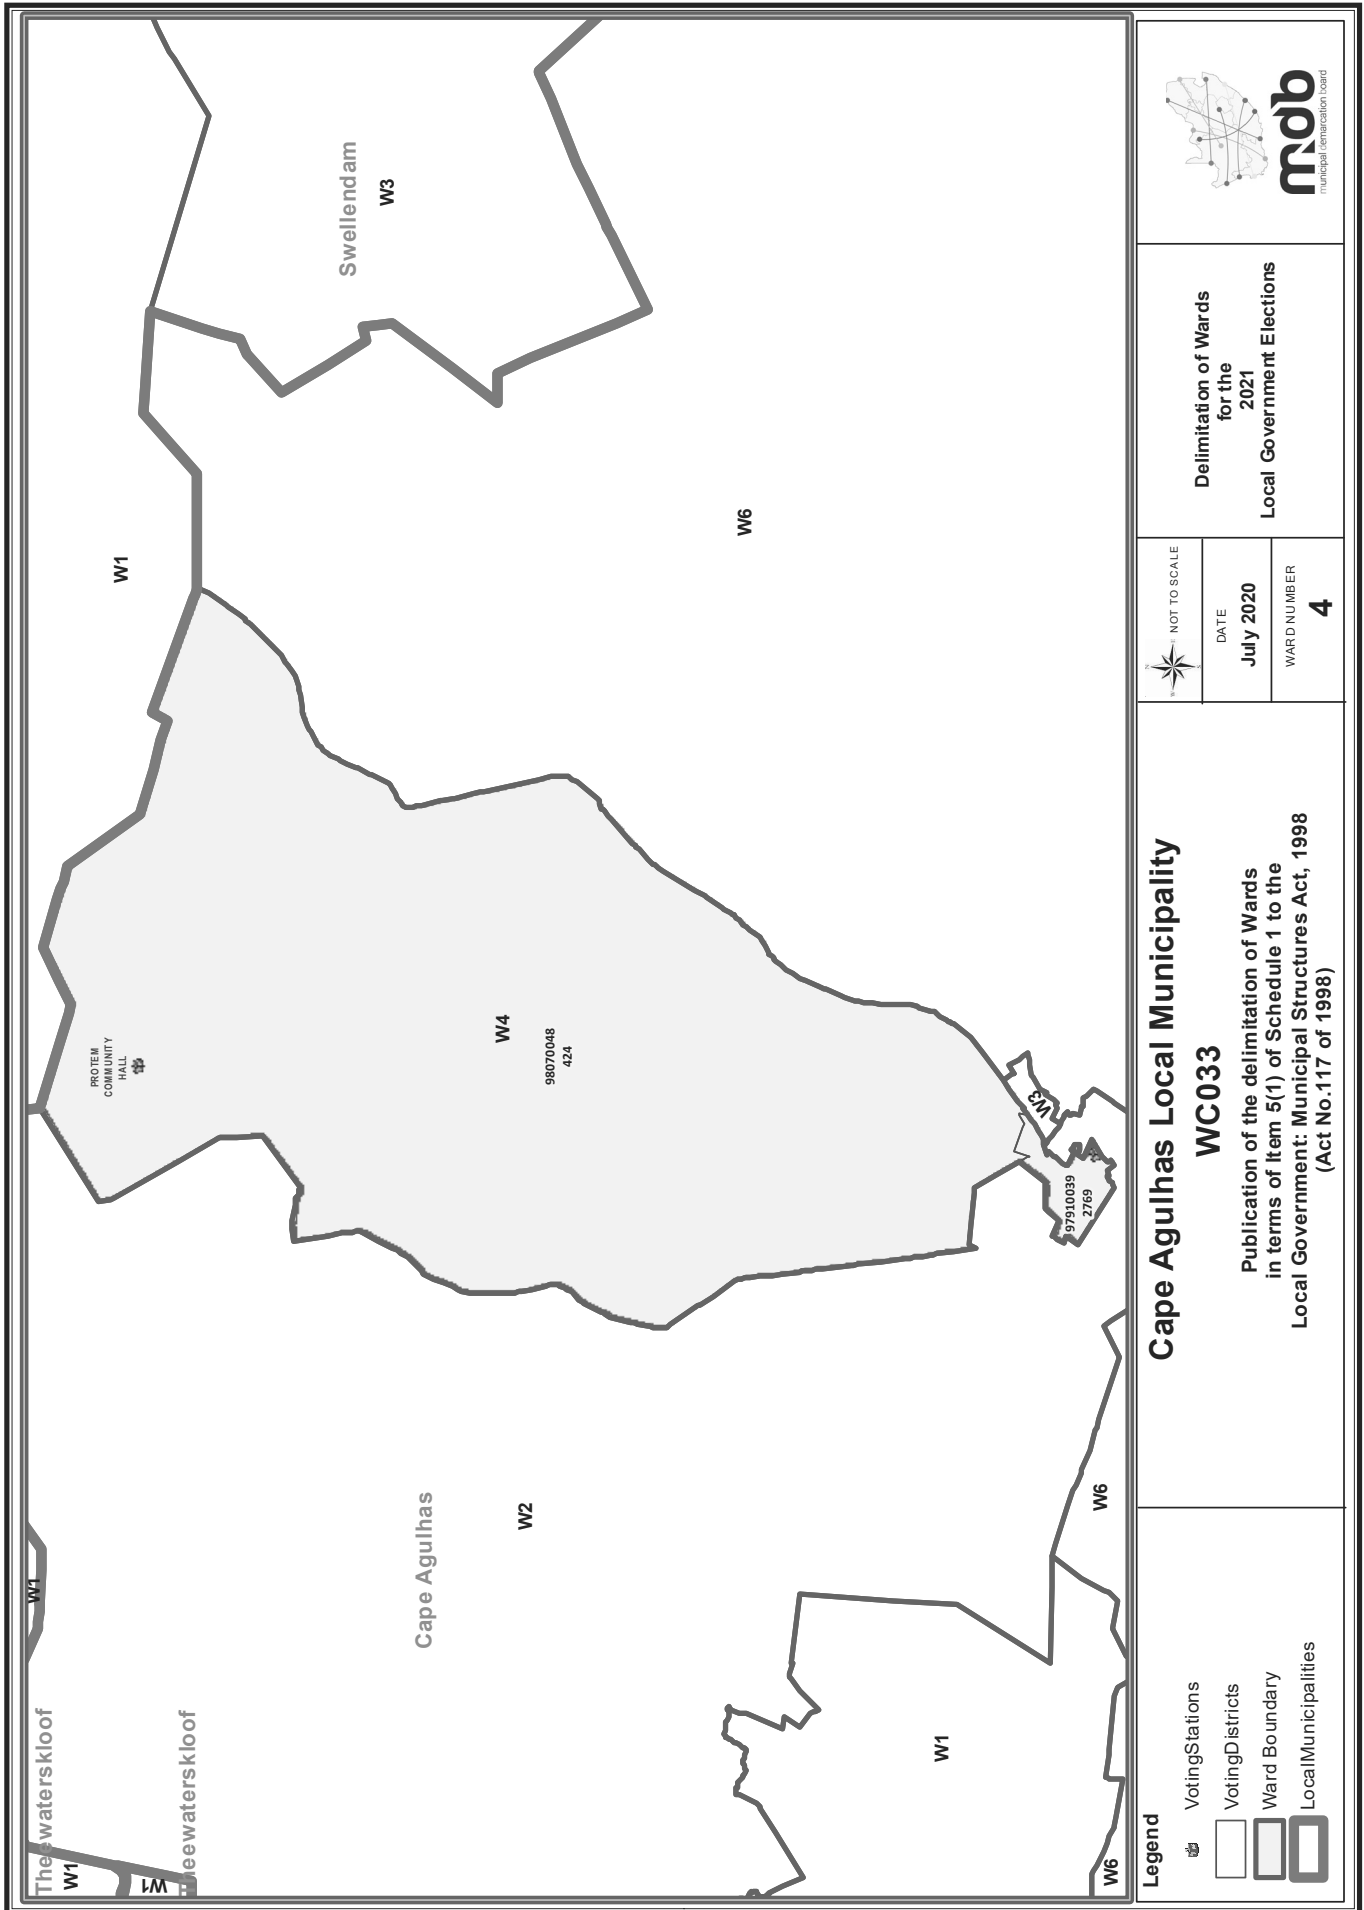 Theewaterskloof
W1
W1
Theewaterskloof
W1
Cape Agulhas
W2
PROTEM
COMMUNITY
HALL
W4
98070048
424
W1
Swellendam
W3
W6
W1
W6
W6
W3
97910039
2769
Legend
VotingStations
VotingDistricts
Ward Boundary
LocalMunicipalities
Cape Agulhas Local Municipality
WC033
Publication of the delimitation of Wards
in terms of Item 5(1) of Schedule 1 to the
Local Government: Municipal Structures Act, 1998
(Act No.117 of 1998)
N
W
E
S
NOT TO SCALE
DATE
July 2020
WARD NUMBER
4
Delimitation of Wards
for the
2021
Local Government Elections
mdb
municipal demarcation board